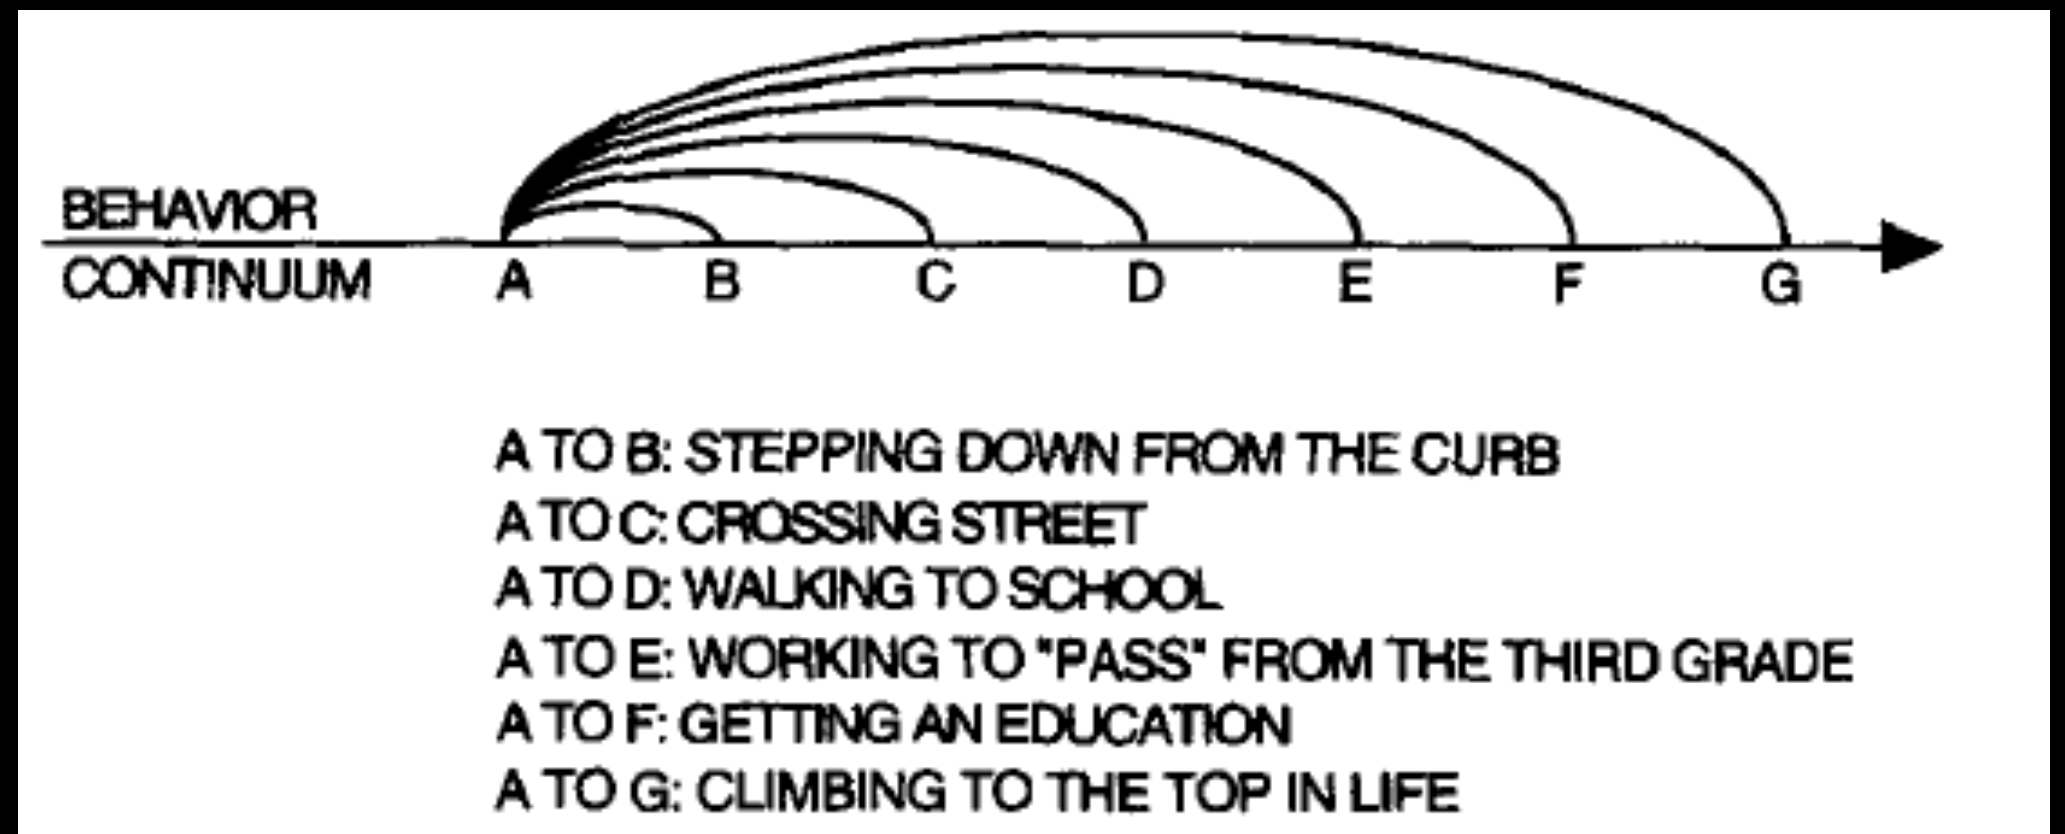 BEHAVIOR
CONTINUUM
A B C D E F G
A TO B: STEPPING DOWN FROM THE CURB
A TO C: CROSSING STREET
A TO D: WALKING TO SCHOOL
A TO E: WORKING TO "PASS" FROM THE THIRD GRADE
A TO F: GETTING AN EDUCATION
A TO G: CLIMBING TO THE TOP IN LIFE